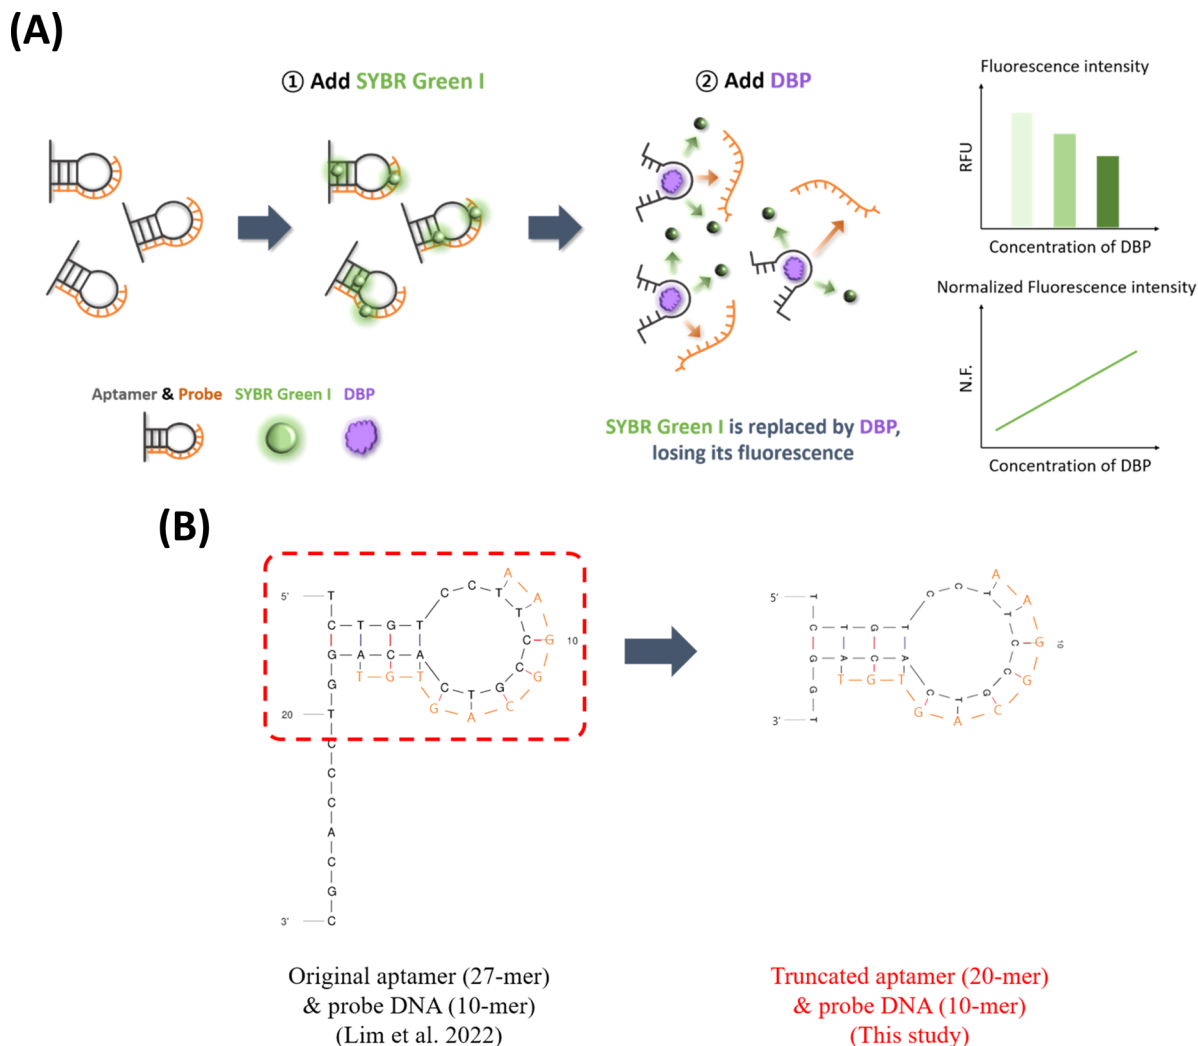 (A)
① Add SYBR Green I
② Add DBP
Fluorescence intensity
RFU
Concentration of DBP
Normalized Fluorescence intensity
N.F.
Concentration of DBP
Aptamer & Probe
SYBR Green I
DBP
SYBR Green I is replaced by DBP,
losing its fluorescence
(B)
5'
T
C T G T C C T T C C G T C A C A G G T C C C A C G C
A A G G C A G T G T
10
20
3'
5'
T
C T G T C C T T C C G T C A C A G G T
A A G G C A G T G T
10
3'
Original aptamer (27-mer)
& probe DNA (10-mer)
(Lim et al. 2022)
Truncated aptamer (20-mer)
& probe DNA (10-mer)
(This study)